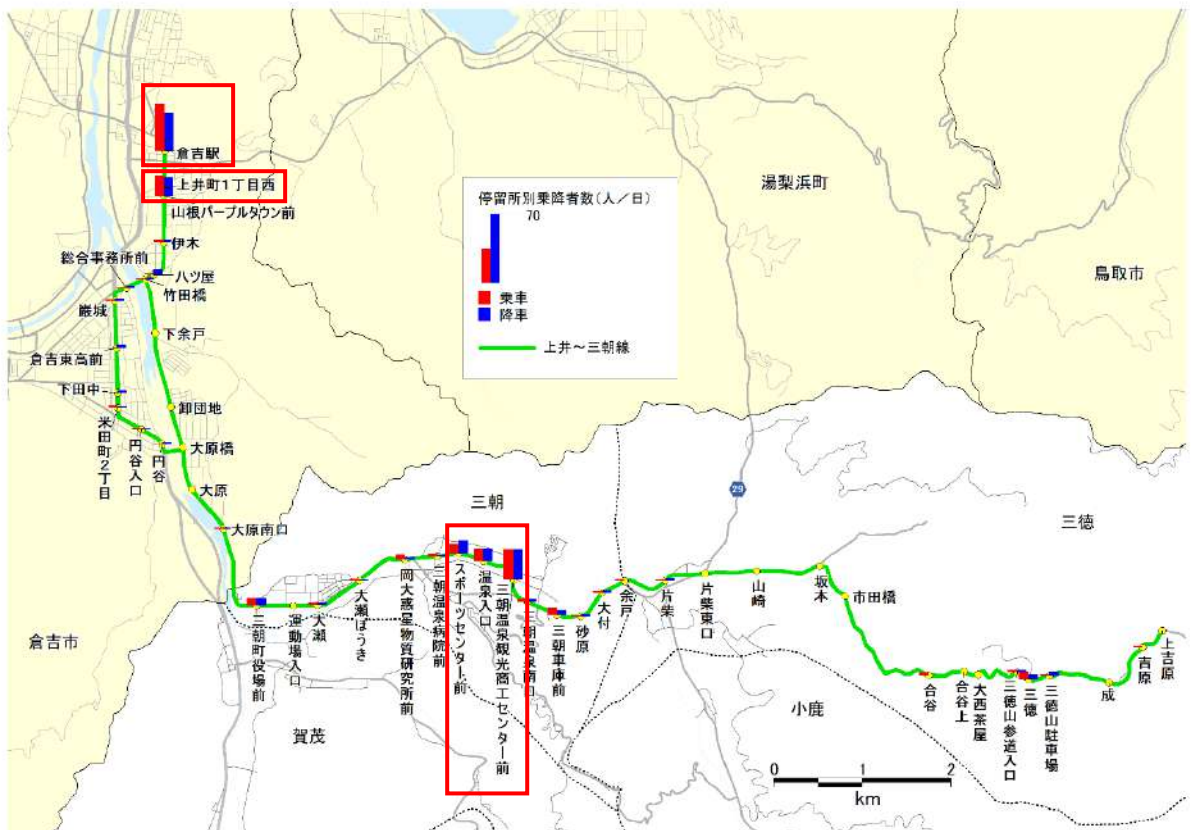 倉吉駅
上井町1丁目西
山根パープルタウン前
伊木
総合事務所前
八ツ屋
竹田橋
巌城
下余戸
倉吉東高前
下田中
卸団地
米田町2丁目
円谷入口
円谷
大原橋
大原
大原南口
停留所別乗降者数(人/日)
70
乗車
降車
上井~三朝線
湯梨浜町
鳥取市
倉吉市
三朝
三徳
賀茂
小鹿
29
三朝町役場前
運動場入口
大瀬
大瀬ぼうき
岡大惑星物質研究所前
三朝温泉病院前
スポーツセンター前
温泉入口
三朝温泉観光商工センター前
三朝温泉南口
三朝車庫前
砂原
大付
余戸
片柴
片柴東口
山崎
坂本
市田橋
合谷
合谷上
大西茶屋
三徳山参道入口
三徳
三徳山駐車場
成
吉原
上吉原
0 1 2
km